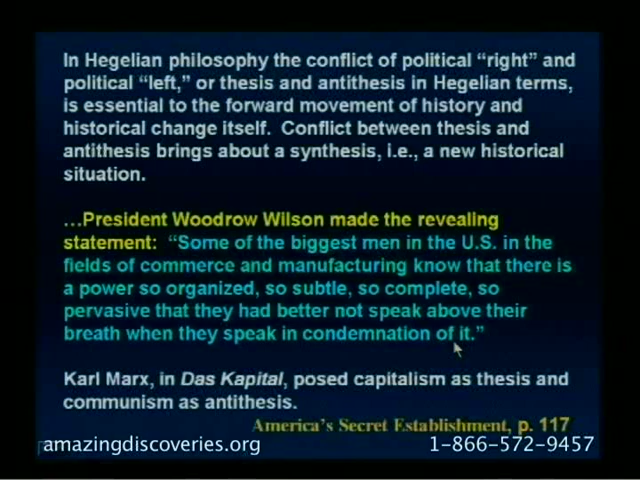 In Hegelian philosophy the conflict of political “right” and
political “left,” or thesis and antithesis in Hegelian terms,
is essential to the forward movement of history and
historical change itself.  Conflict between thesis and
antithesis brings about a synthesis, i.e., a new historical
situation.
…President Woodrow Wilson made the revealing
statement:  “Some of the biggest men in the U.S. in the
fields of commerce and manufacturing know that there is
a power so organized, so subtle, so complete, so
pervasive that they had better not speak above their
breath when they speak in condemnation of it.”
Karl Marx, in Das Kapital, posed capitalism as thesis and
communism as antithesis.
America's Secret Establishment, p. 117
amazingdiscoveries.org 1-866-572-9457